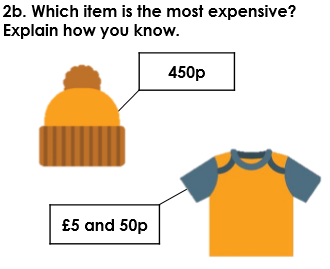 2b. Which item is the most expensive?
Explain how you know.
450p
£5 and 50p